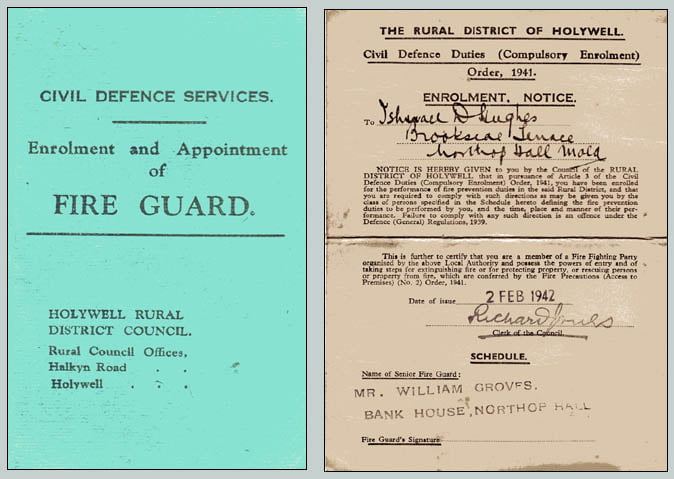 CIVIL DEFENCE SERVICES.
Enrolment and Appointment
of
FIRE GUARD.
HOLYWELL RURAL
DISTRICT COUNCIL.
Rural Council Offices,
Halkyn Road . .
Holywell . . .
THE RURAL DISTRICT OF HOLYWELL.
Civil Defence Duties (Compulsory Enrolment)
Order, 1941.
ENROLMENT NOTICE.
To Ishmael D Hughes
Brookside Terrace
Northop Hall Mold
NOTICE IS HEREBY GIVEN to you by the Council of the RURAL
DISTRICT OF HOLYWELL that in pursuance of Article 3 of the Civil
Defence Duties (Compulsory Enrolment) Order, 1941, you have been enrolled
for the performance of fire prevention duties in the said Rural District, and that
you are required to comply with such directions as may be given you by the
class of persons specified in the Schedule hereto defining the fire prevention
duties to be performed by you, and the time, place and manner of their per-
formance. Failure to comply with any such direction is an offence under the
Defence (General) Regulations, 1939.
This is further to certify that you are a member of a Fire Fighting Party
organised by the above Local Authority and possess the powers of entry and of
taking steps for extinguishing fire or for protecting property, or rescuing persons
or property from fire, which are conferred by the Fire Precautions (Access to
Premises) (No. 2) Order, 1941.
Date of issue 2 FEB 1942
Richard Jones
Clerk of the Council.
SCHEDULE.
Name of Senior Fire Guard:
MR. WILLIAM GROVES.
BANK HOUSE, NORTHOP HALL
Fire Guard's Signature